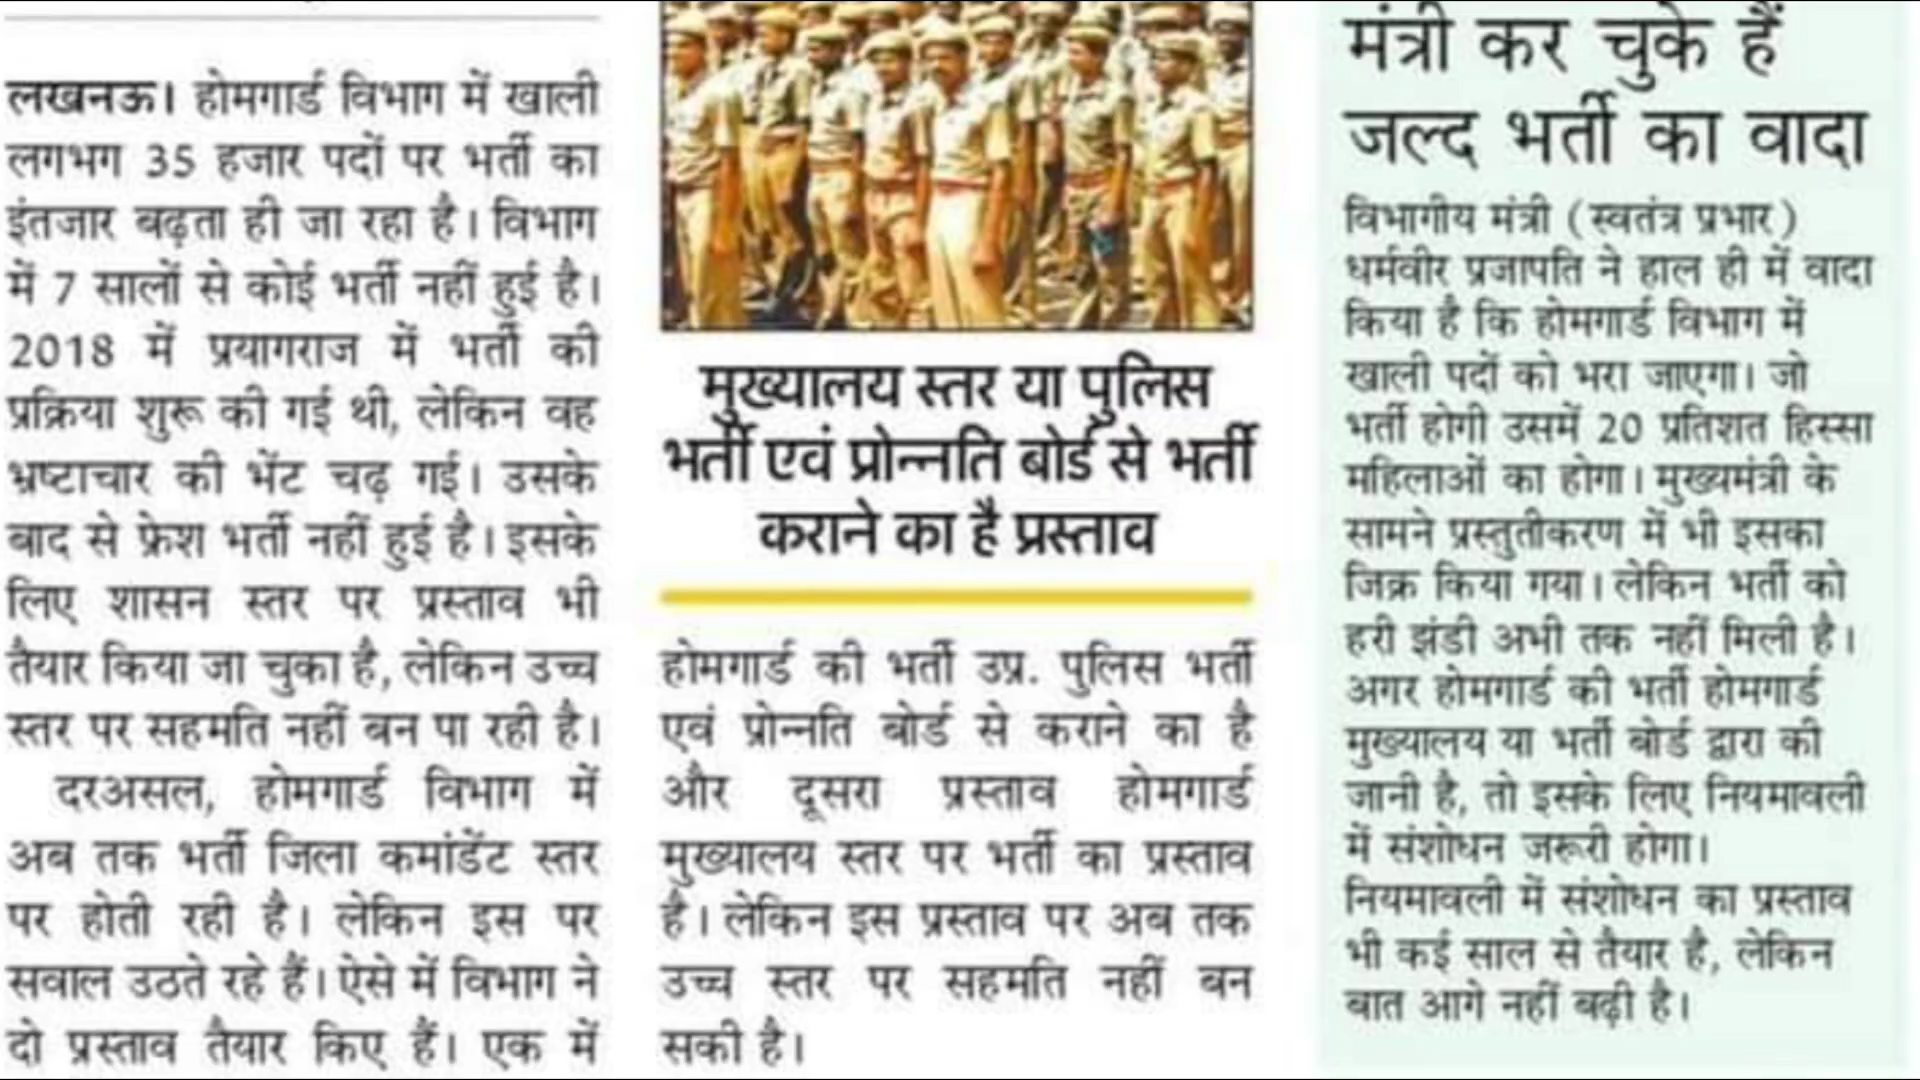 लखनऊ। होमगार्ड विभाग में खाली
लगभग 35 हजार पदों पर भर्ती का
इंतजार बढ़ता ही जा रहा है। विभाग
में 7 सालों से कोई भर्ती नहीं हुई है।
2018 में प्रयागराज में भर्ती की
प्रक्रिया शुरू की गई थी, लेकिन वह
भ्रष्टाचार की भेंट चढ़ गई। उसके
बाद से फ्रेश भर्ती नहीं हुई है। इसके
लिए शासन स्तर पर प्रस्ताव भी
तैयार किया जा चुका है, लेकिन उच्च
स्तर पर सहमति नहीं बन पा रही है।
दरअसल, होमगार्ड विभाग में
अब तक भर्ती जिला कमांडेंट स्तर
पर होती रही है। लेकिन इस पर
सवाल उठते रहे हैं। ऐसे में विभाग ने
दो प्रस्ताव तैयार किए हैं। एक में
मुख्यालय स्तर या पुलिस
भर्ती एवं प्रोन्नति बोर्ड से भर्ती
कराने का है प्रस्ताव
होमगार्ड की भर्ती उप्र. पुलिस भर्ती
एवं प्रोन्नति बोर्ड से कराने का है
और दूसरा प्रस्ताव होमगार्ड
मुख्यालय स्तर पर भर्ती का प्रस्ताव
है। लेकिन इस प्रस्ताव पर अब तक
उच्च स्तर पर सहमति नहीं बन
सकी है।
मंत्री कर चुके हैं
जल्द भर्ती का वादा
विभागीय मंत्री (स्वतंत्र प्रभार)
धर्मवीर प्रजापति ने हाल ही में वादा
किया है कि होमगार्ड विभाग में
खाली पदों को भरा जाएगा। जो
भर्ती होगी उसमें 20 प्रतिशत हिस्सा
महिलाओं का होगा। मुख्यमंत्री के
सामने प्रस्तुतीकरण में भी इसका
जिक्र किया गया। लेकिन भर्ती को
हरी झंडी अभी तक नहीं मिली है।
अगर होमगार्ड की भर्ती होमगार्ड
मुख्यालय या भर्ती बोर्ड द्वारा की
जानी है, तो इसके लिए नियमावली
में संशोधन जरूरी होगा।
नियमावली में संशोधन का प्रस्ताव
भी कई साल से तैयार है, लेकिन
बात आगे नहीं बढ़ी है।